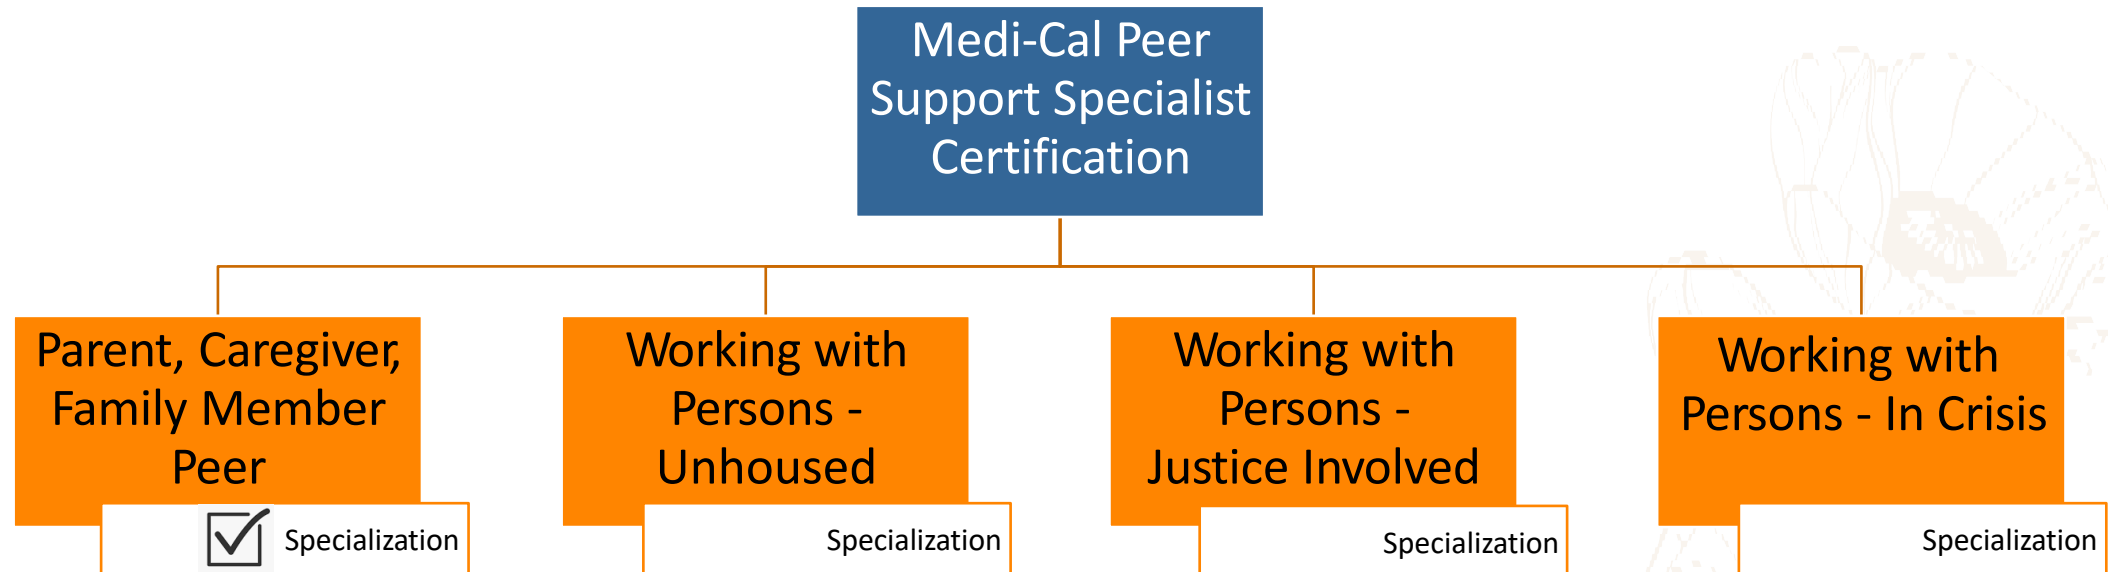 Medi-Cal Peer
Support Specialist
Certification
Parent, Caregiver,
Family Member
Peer
Specialization
Working with
Persons -
Unhoused
Specialization
Working with
Persons -
Justice Involved
Specialization
Working with
Persons - In Crisis
Specialization